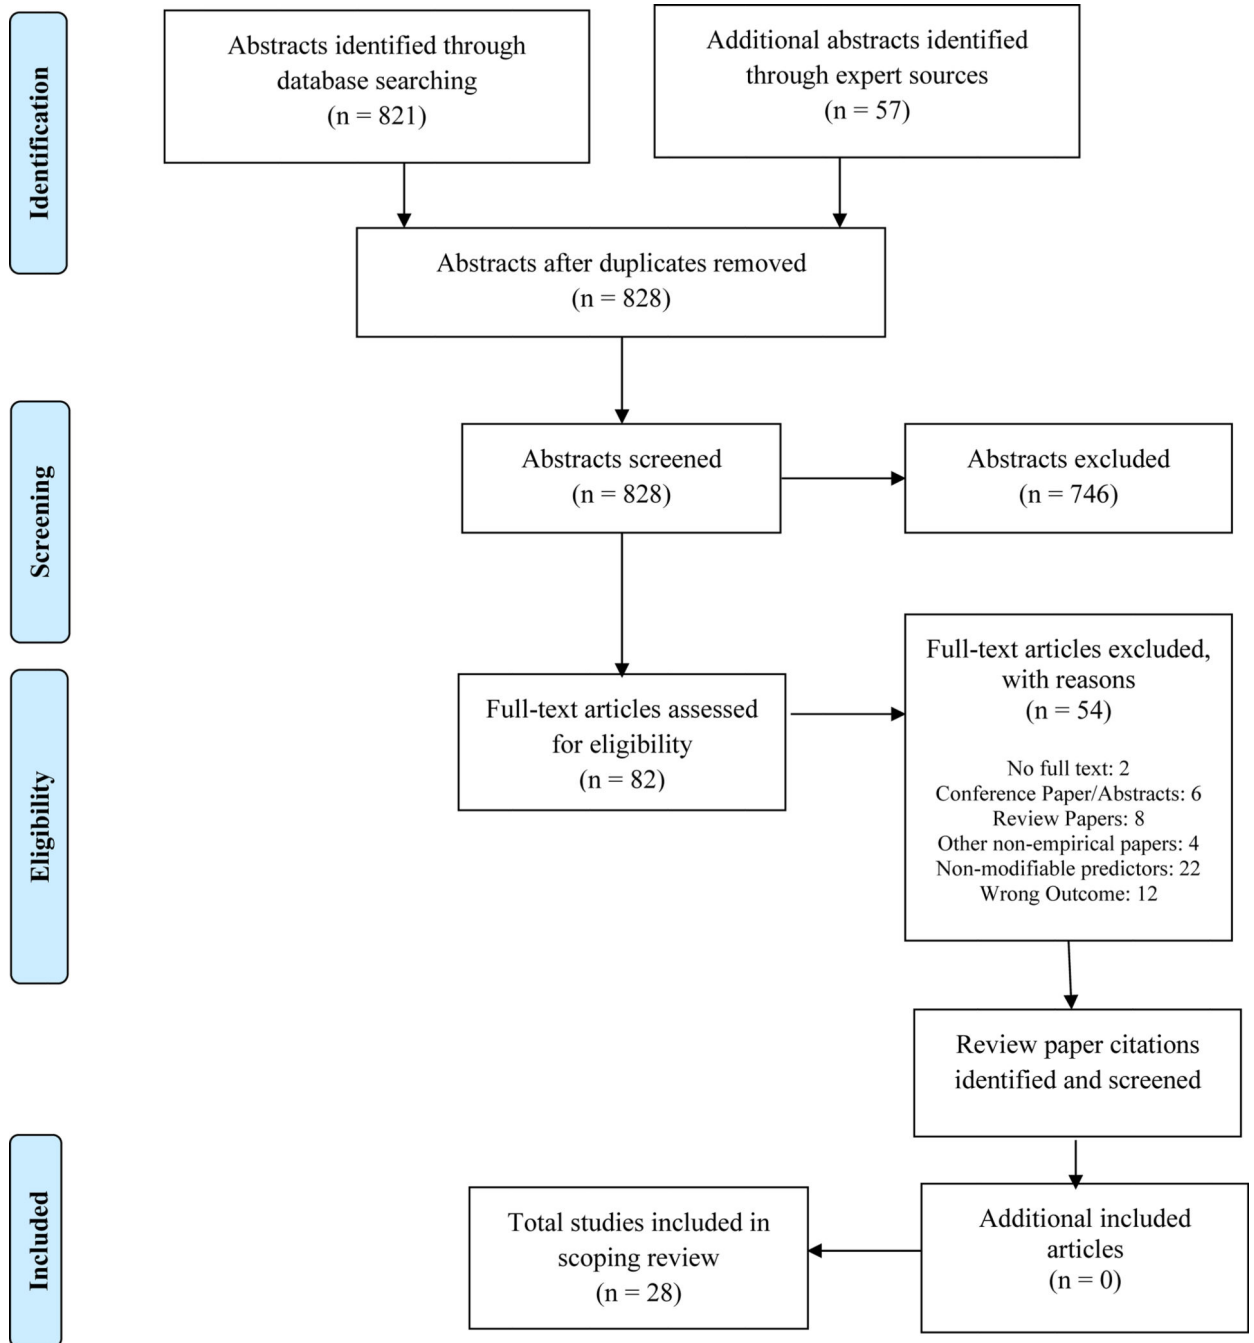 Identification
Abstracts identified through
database searching
(n = 821)
Additional abstracts identified
through expert sources
(n = 57)
Abstracts after duplicates removed
(n = 828)
Screening
Abstracts screened
(n = 828)
Abstracts excluded
(n = 746)
Eligibility
Full-text articles assessed
for eligibility
(n = 82)
Full-text articles excluded,
with reasons
(n = 54)
No full text: 2
Conference Paper/Abstracts: 6
Review Papers: 8
Other non-empirical papers: 4
Non-modifiable predictors: 22
Wrong Outcome: 12
Review paper citations
identified and screened
Included
Total studies included in
scoping review
(n = 28)
Additional included
articles
(n = 0)